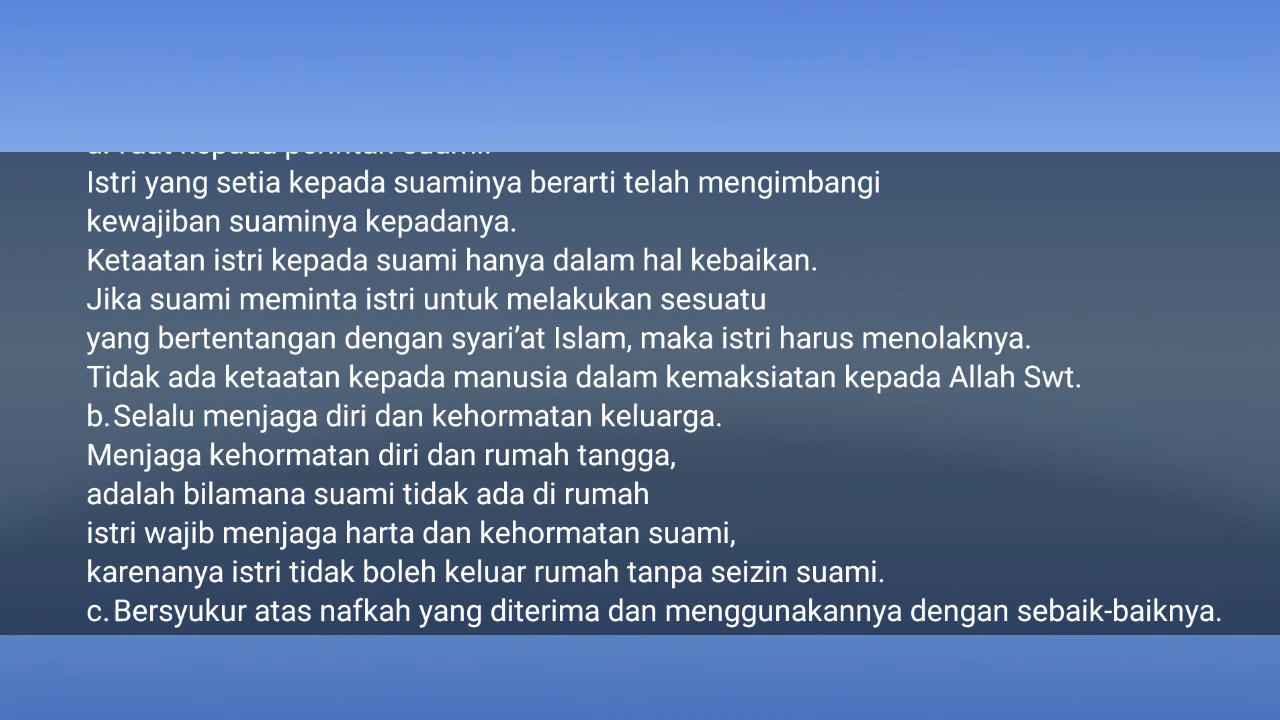 Istri yang setia kepada suaminya berarti telah mengimbangi
kewajiban suaminya kepadanya.
Ketaatan istri kepada suami hanya dalam hal kebaikan.
Jika suami meminta istri untuk melakukan sesuatu
yang bertentangan dengan syari’at Islam, maka istri harus menolaknya.
Tidak ada ketaatan kepada manusia dalam kemaksiatan kepada Allah Swt.
b.Selalu menjaga diri dan kehormatan keluarga.
Menjaga kehormatan diri dan rumah tangga,
adalah bilamana suami tidak ada di rumah
istri wajib menjaga harta dan kehormatan suami,
karenanya istri tidak boleh keluar rumah tanpa seizin suami.
c.Bersyukur atas nafkah yang diterima dan menggunakannya dengan sebaik-baiknya.